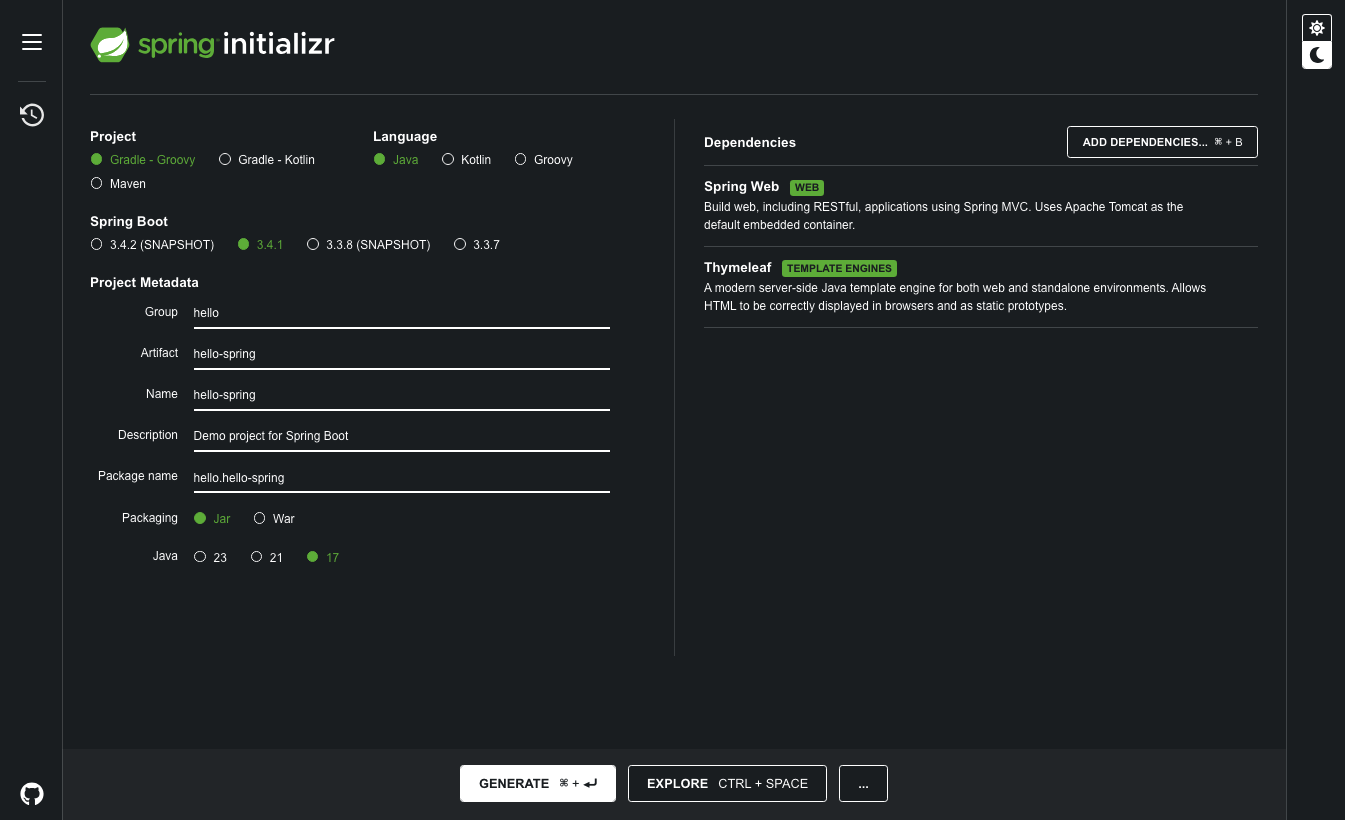 spring initializr
Project
Gradle - Groovy Gradle - Kotlin
Maven
Language
Java Kotlin Groovy
Spring Boot
3.4.2 (SNAPSHOT) 3.4.1 3.3.8 (SNAPSHOT) 3.3.7
Project Metadata
Group hello
Artifact hello-spring
Name hello-spring
Description Demo project for Spring Boot
Package name hello.hello-spring
Packaging Jar War
Java 23 21 17
Dependencies
ADD DEPENDENCIES... ⌘ + B
Spring Web WEB
Build web, including RESTful, applications using Spring MVC. Uses Apache Tomcat as the
default embedded container.
Thymeleaf TEMPLATE ENGINES
A modern server-side Java template engine for both web and standalone environments. Allows
HTML to be correctly displayed in browsers and as static prototypes.
GENERATE ⌘ + ⏎
EXPLORE CTRL + SPACE
...